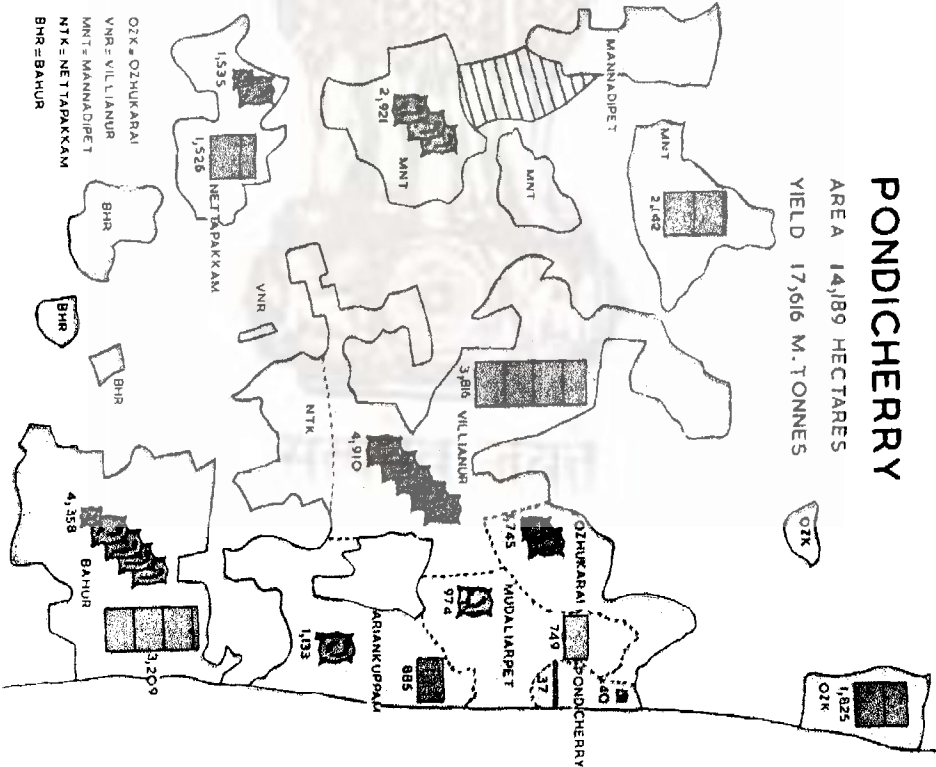 PONDICHERRY
AREA 14,189 HECTARES
YIELD 17,616 M.TONNES
OZK
1,825
OZK
MNT
2,142
MANNADIPET
MNT
2,921
MNT
3,816
VILLIANUR
4,910
OZHUKARAI
1,745
749
PONDICHERRY
40
37
MUDALIARPET
974
885
ARIANKUPPAM
1,133
NTK
VNR
1,535
1,526
NETTAPAKKAM
BHR
BHR
BHR
4,358
BAHUR
3,209
OZK = OZHUKARAI
VNR = VILLIANUR
MNT = MANNADIPET
NTK = NETTAPAKKAM
BHR = BAHUR